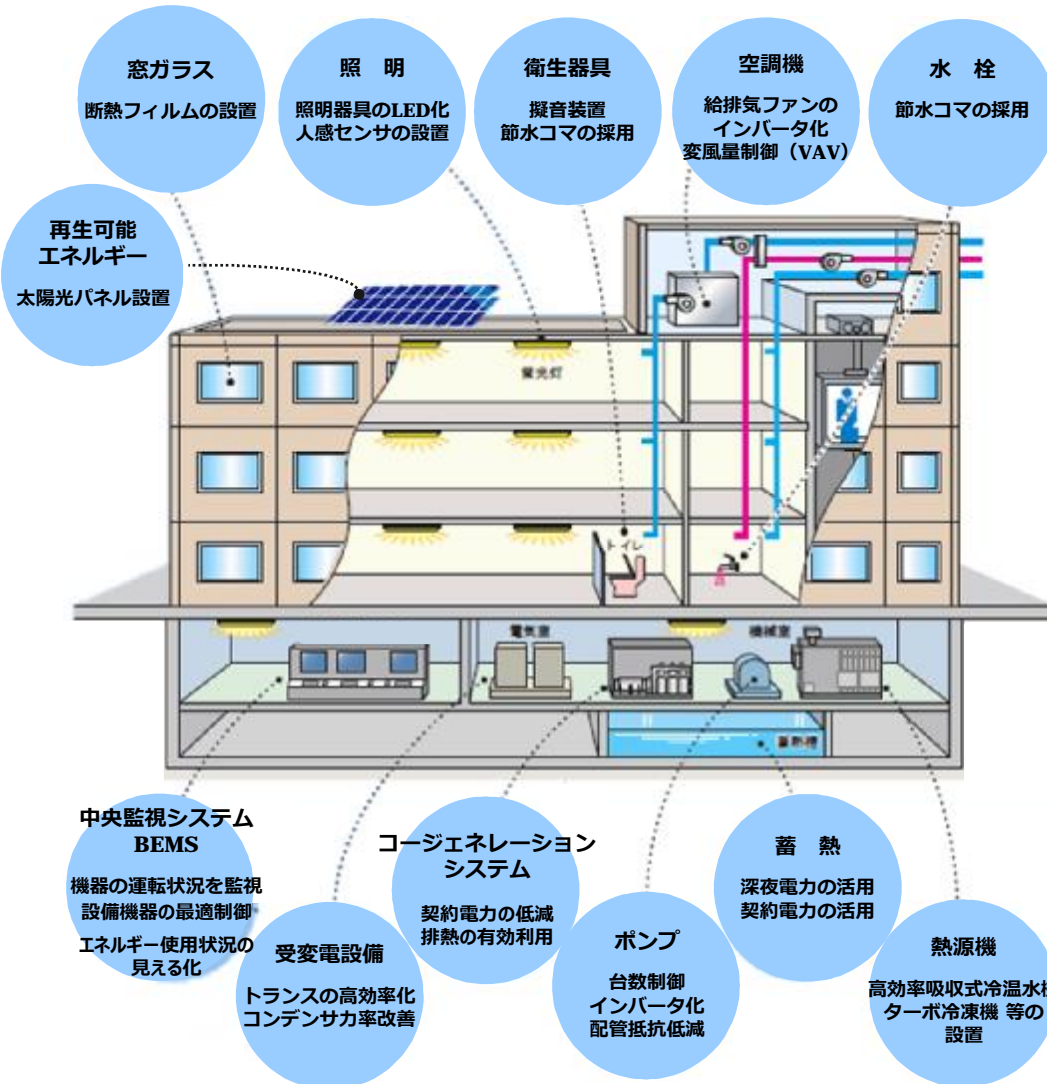 窓ガラス
断熱フィルムの設置
照　明
照明器具のLED化
人感センサの設置
衛生器具
擬音装置
節水コマの採用
空調機
給排気ファンの
インバータ化
変風量制御（VAV）
水　栓
節水コマの採用
再生可能
エネルギー
太陽光パネル設置
蛍光灯
トイレ
電気室
機械室
蓄熱槽
中央監視システム
BEMS
機器の運転状況を監視
設備機器の最適制御
エネルギー使用状況の
見える化
受変電設備
トランスの高効率化
コンデンサカ率改善
コージェネレーション
システム
契約電力の低減
排熱の有効利用
ポンプ
台数制御
インバータ化
配管抵抗低減
蓄　熱
深夜電力の活用
契約電力の活用
熱源機
高効率吸収式冷温水機
ターボ冷凍機 等の
設置